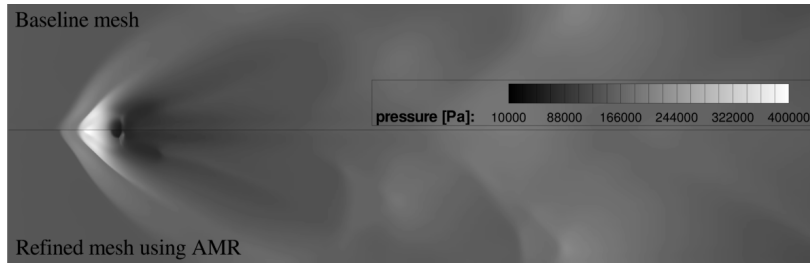 Baseline mesh
pressure [Pa]: 10000 88000 166000 244000 322000 400000
Refined mesh using AMR